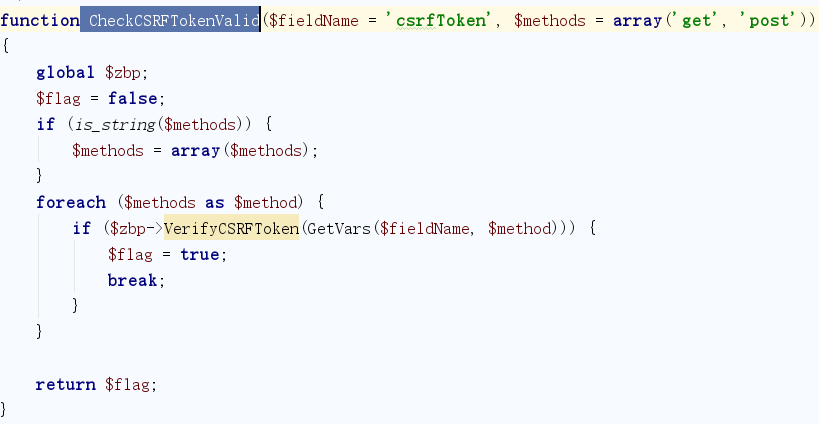 function CheckCSRFTokenValid($fieldName = 'csrfToken', $methods = array('get', 'post'))
{
    global $zbp;
    $flag = false;
    if (is_string($methods)) {
        $methods = array($methods);
    }
    foreach ($methods as $method) {
        if ($zbp->VerifyCSRFToken(GetVars($fieldName, $method))) {
            $flag = true;
            break;
        }
    }

    return $flag;
}